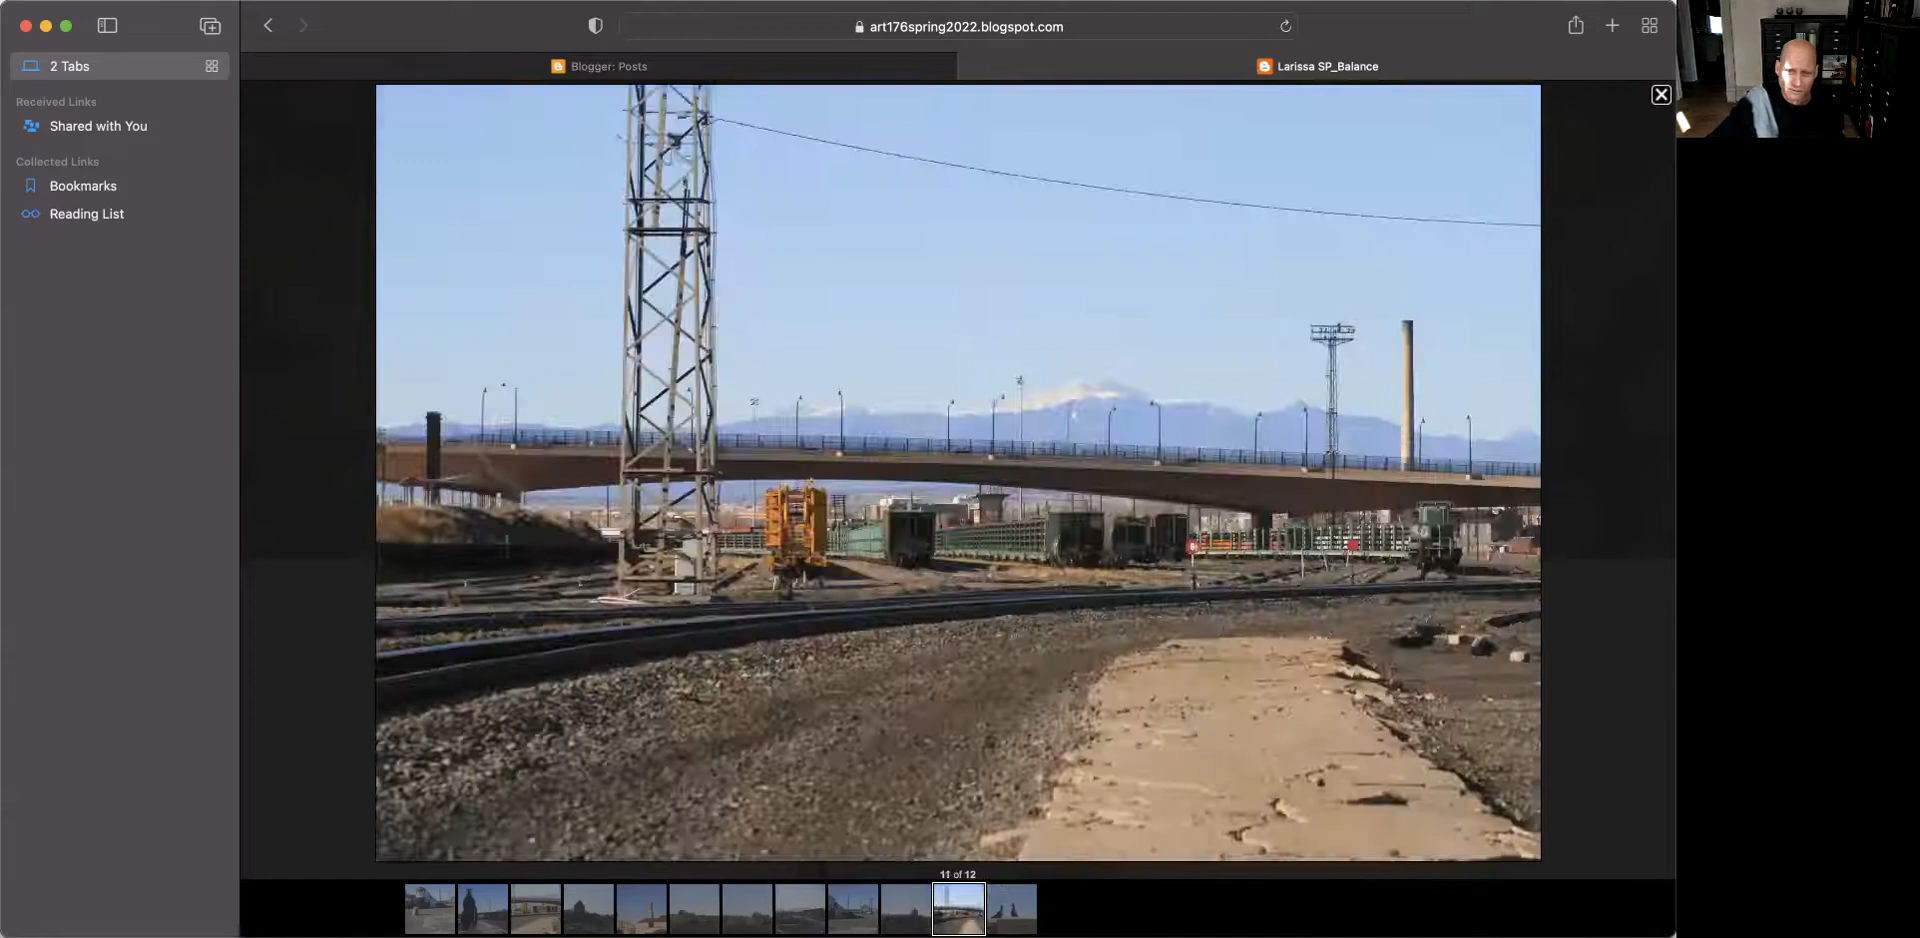 art176spring2022.blogspot.com
2 Tabs
Blogger: Posts
Larissa SP_Balance
Received Links
Shared with You
Collected Links
Bookmarks
Reading List
11 of 12